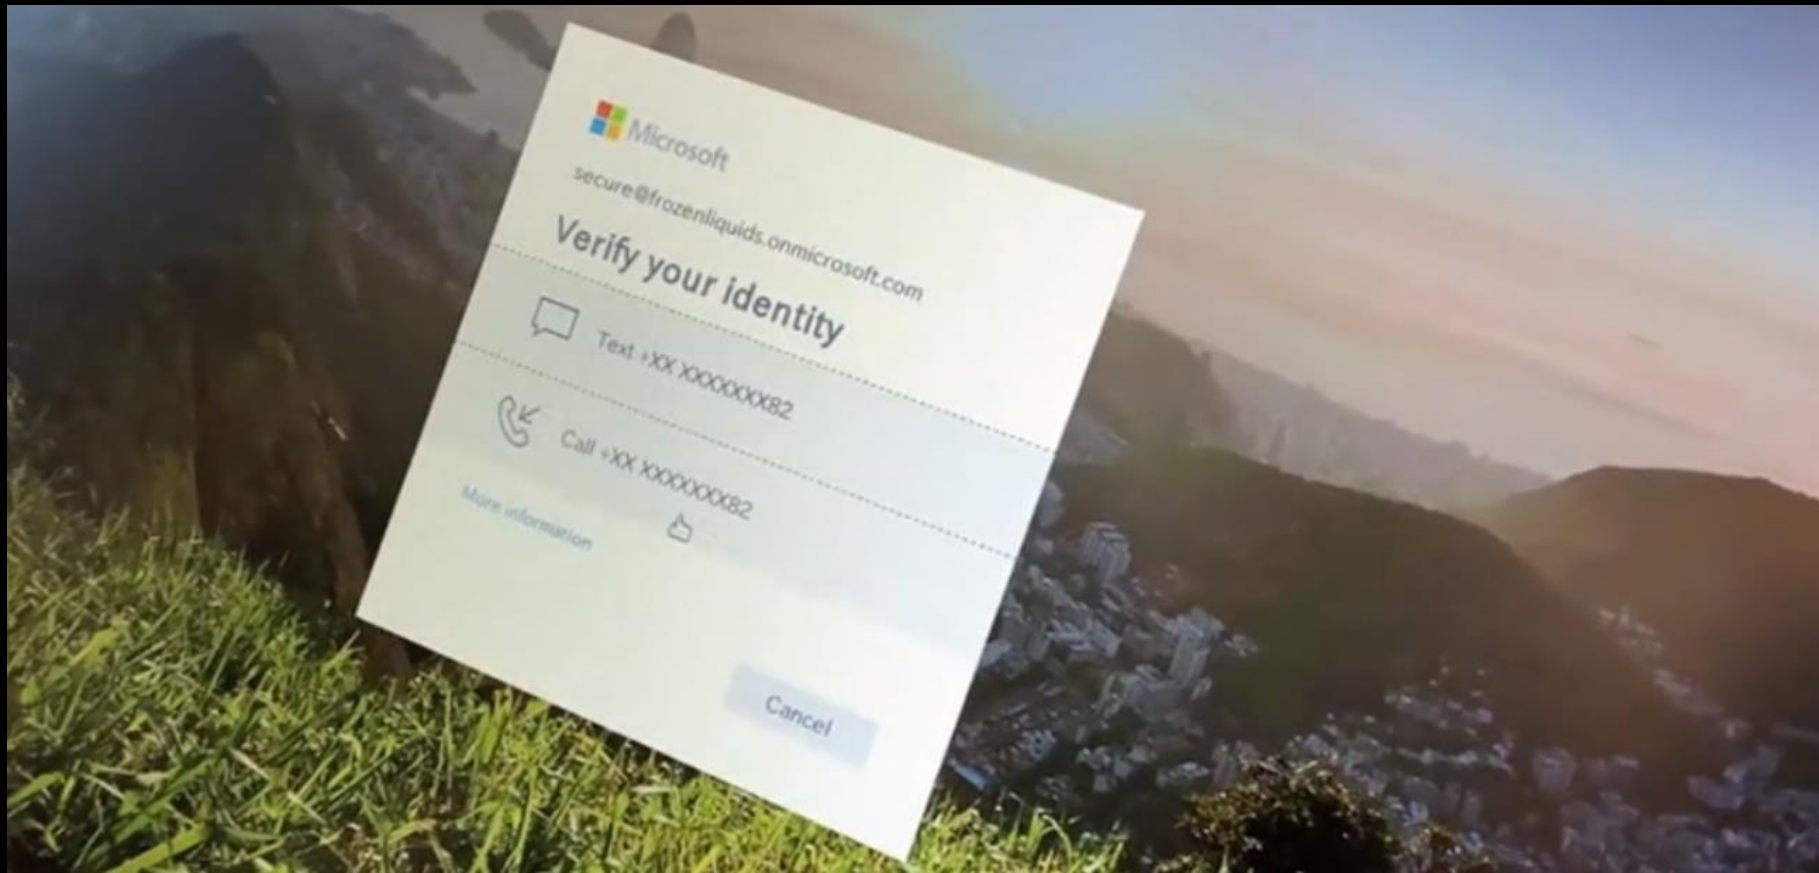 Microsoft
secure@frozenliquids.onmicrosoft.com
Verify your identity
Text +XX XXXXXXX82
Call +XX XXXXXXX82
More information
Cancel